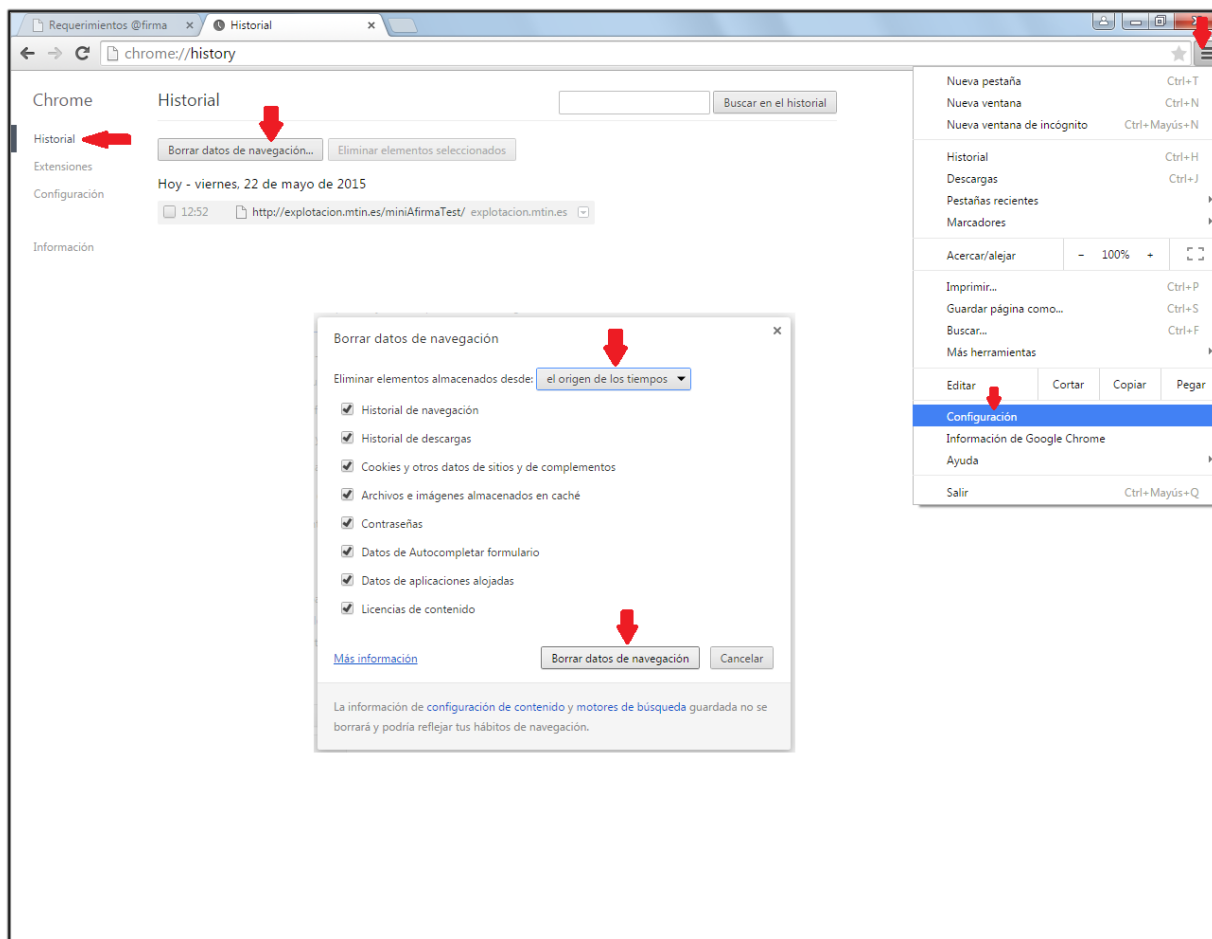 Requerimientos @firma
Historial
chrome://history
Chrome
Historial
Extensiones
Configuración
Información
Historial
Buscar en el historial
Borrar datos de navegación...
Eliminar elementos seleccionados
Hoy - viernes, 22 de mayo de 2015
12:52 http://explotacion.mtin.es/miniAfirmaTest/ explotacion.mtin.es
Nueva pestaña Ctrl+T
Nueva ventana Ctrl+N
Nueva ventana de incógnito Ctrl+Mayús+N
Historial Ctrl+H
Descargas Ctrl+J
Pestañas recientes
Marcadores
Acercar/alejar - 100% +
Imprimir... Ctrl+P
Guardar página como... Ctrl+S
Buscar... Ctrl+F
Más herramientas
Editar Cortar Copiar Pegar
Configuración
Información de Google Chrome
Ayuda
Salir Ctrl+Mayús+Q
Borrar datos de navegación
Eliminar elementos almacenados desde: el origen de los tiempos
Historial de navegación
Historial de descargas
Cookies y otros datos de sitios y de complementos
Archivos e imágenes almacenados en caché
Contraseñas
Datos de Autocompletar formulario
Datos de aplicaciones alojadas
Licencias de contenido
Más información
Borrar datos de navegación
Cancelar
La información de configuración de contenido y motores de búsqueda guardada no se
borrará y podría reflejar tus hábitos de navegación.